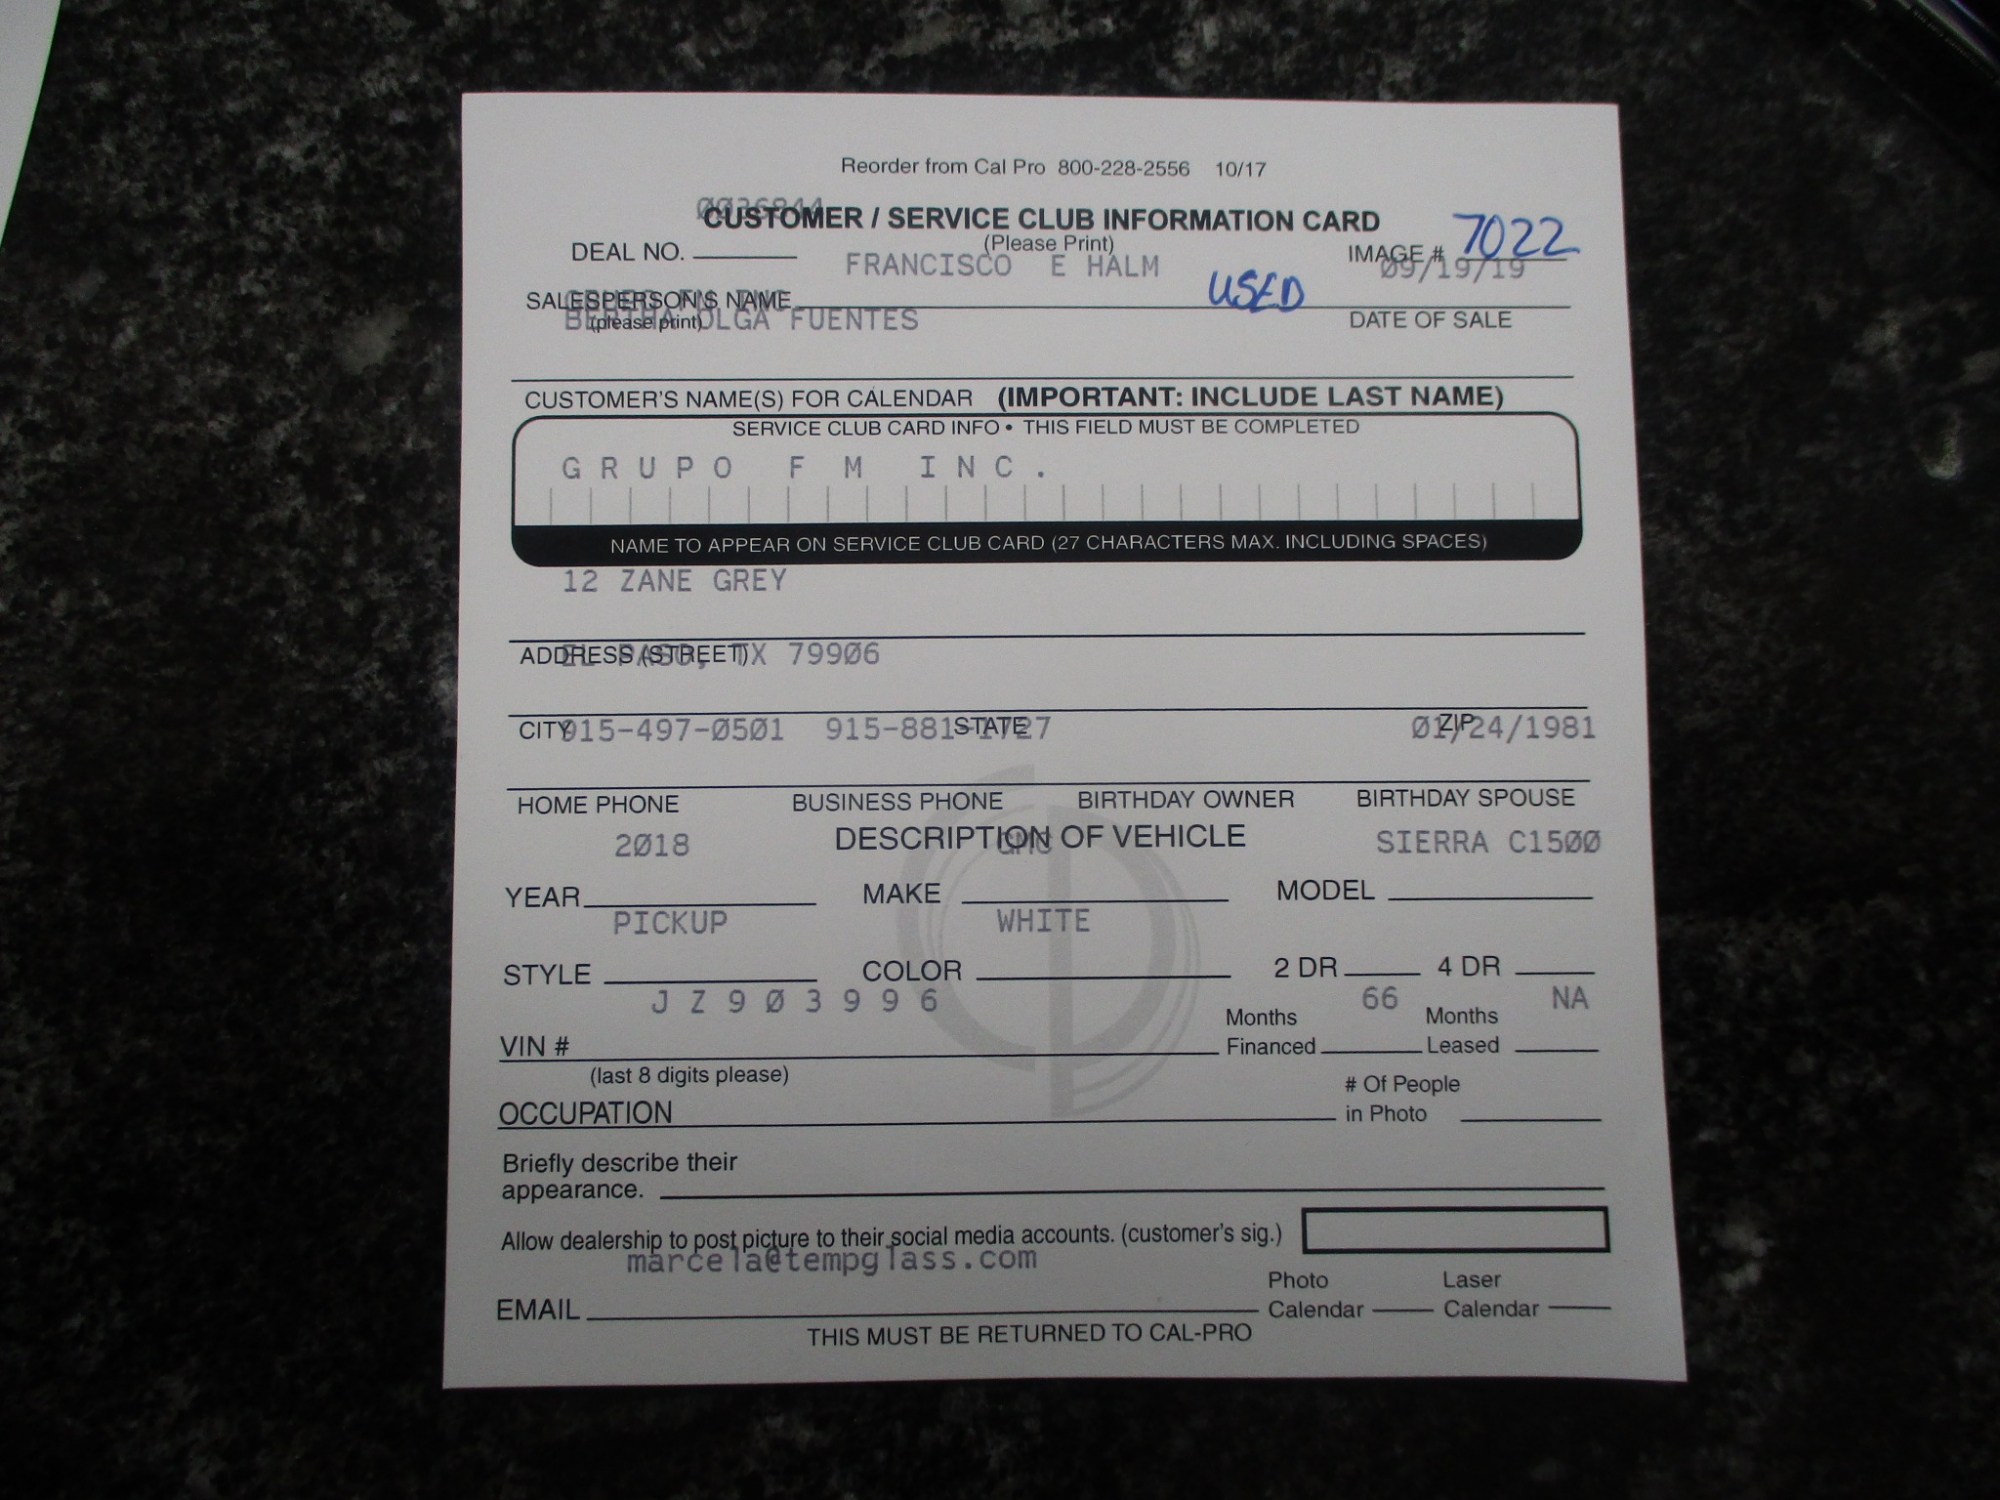 Reorder from Cal Pro 800-228-2556 10/17
CUSTOMER / SERVICE CLUB INFORMATION CARD
(Please Print)
DEAL NO. IMAGE # 7022
FRANCISCO E HALM 09/19/19
USED
SALESPERSON'S NAME
(please print)
BERTHA OLGA FUENTES
DATE OF SALE
CUSTOMER'S NAME(S) FOR CALENDAR (IMPORTANT: INCLUDE LAST NAME)
SERVICE CLUB CARD INFO • THIS FIELD MUST BE COMPLETED
GRUPO FM INC.
NAME TO APPEAR ON SERVICE CLUB CARD (27 CHARACTERS MAX. INCLUDING SPACES)
12 ZANE GREY
ADDRESS (STREET)
EL PASO, TX 79906
CITY STATE ZIP
915-497-0501 915-881-1727 01/24/1981
HOME PHONE BUSINESS PHONE BIRTHDAY OWNER BIRTHDAY SPOUSE
DESCRIPTION OF VEHICLE
2018 GMC SIERRA C1500
YEAR MAKE MODEL
PICKUP WHITE
STYLE COLOR 2 DR 4 DR
JZ903996 66 NA
VIN # Months Financed Months Leased
(last 8 digits please)
OCCUPATION # Of People in Photo
Briefly describe their
appearance.
Allow dealership to post picture to their social media accounts. (customer's sig.)
marcela@tempglass.com
EMAIL Photo Calendar Laser Calendar
THIS MUST BE RETURNED TO CAL-PRO